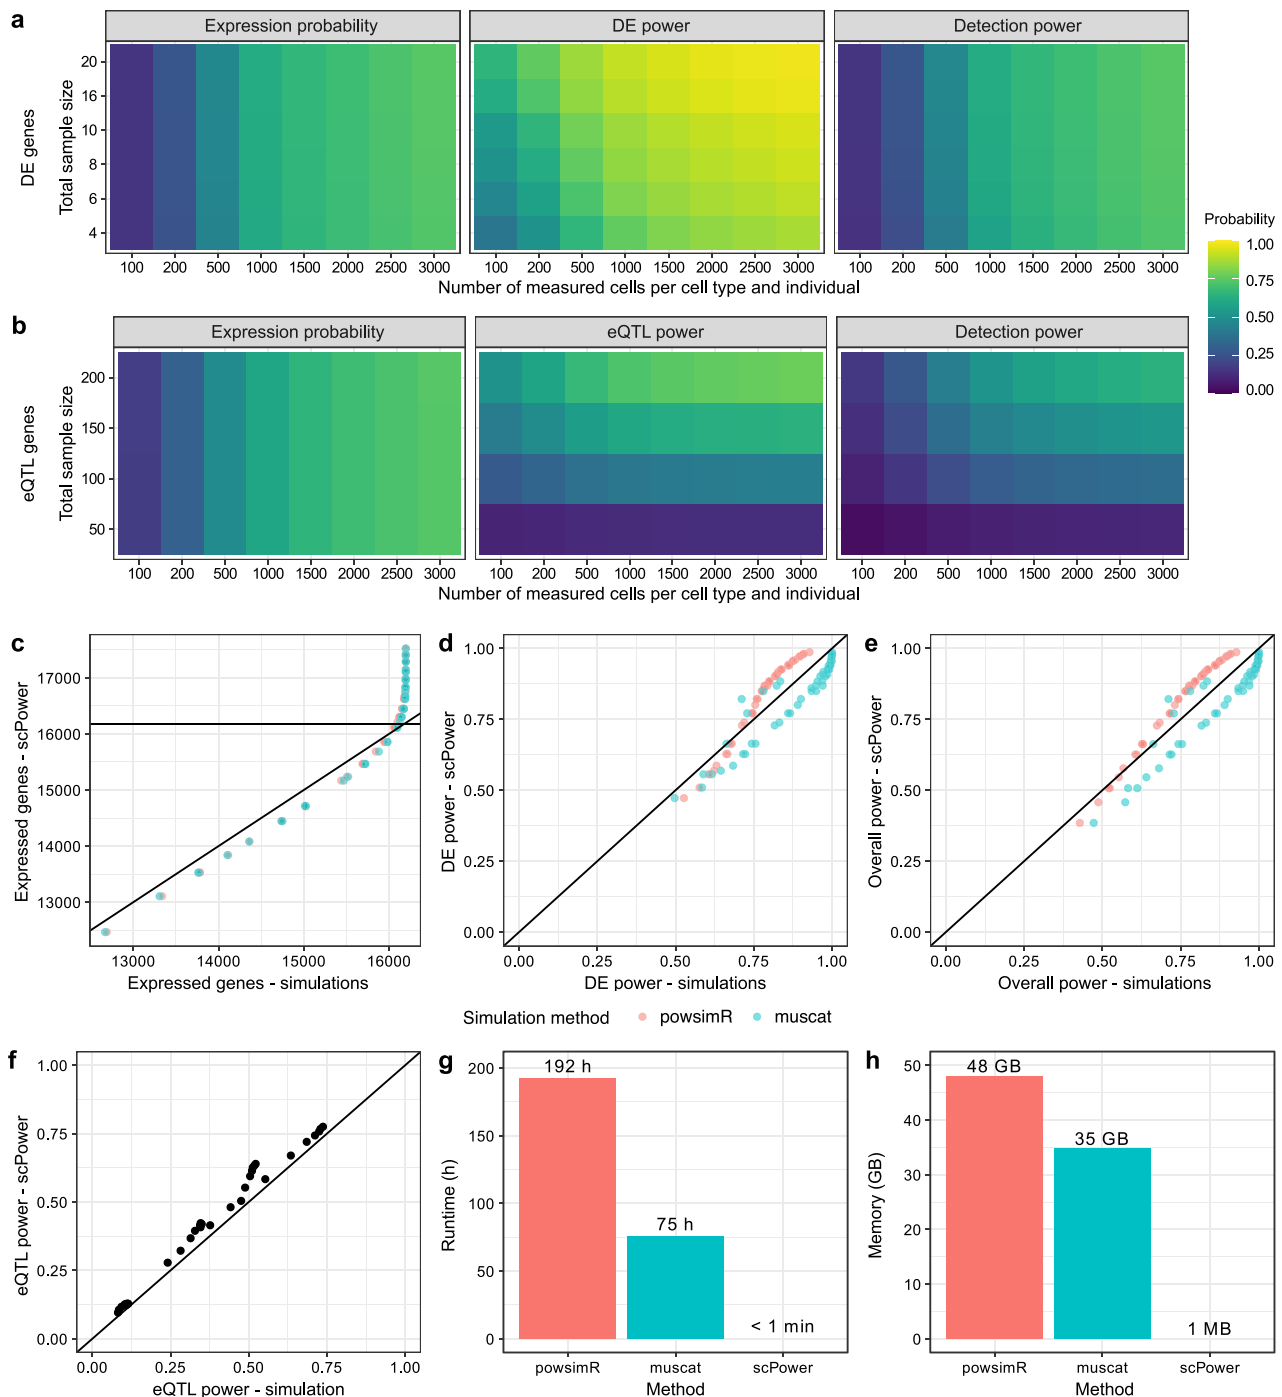 a
Expression probability
DE power
Detection power
DE genes
Total sample size
20
16
10
8
6
4
100 200 500 1000 1500 2000 2500 3000
100 200 500 1000 1500 2000 2500 3000
100 200 500 1000 1500 2000 2500 3000
Number of measured cells per cell type and individual
Probability
1.00
0.75
0.50
0.25
0.00
b
Expression probability
eQTL power
Detection power
eQTL genes
Total sample size
200
150
100
50
100 200 500 1000 1500 2000 2500 3000
100 200 500 1000 1500 2000 2500 3000
100 200 500 1000 1500 2000 2500 3000
Number of measured cells per cell type and individual
c
Expressed genes - scPower
17000
16000
15000
14000
13000
13000 14000 15000 16000
Expressed genes - simulations
d
DE power - scPower
1.00
0.75
0.50
0.25
0.00
0.00 0.25 0.50 0.75 1.00
DE power - simulations
e
Overall power - scPower
1.00
0.75
0.50
0.25
0.00
0.00 0.25 0.50 0.75 1.00
Overall power - simulations
Simulation method powsimR muscat
f
eQTL power - scPower
1.00
0.75
0.50
0.25
0.00
0.00 0.25 0.50 0.75 1.00
eQTL power - simulation
g
Runtime (h)
200
150
100
50
0
192 h
75 h
< 1 min
powsimR muscat scPower
Method
h
Memory (GB)
50
40
30
20
10
0
48 GB
35 GB
1 MB
powsimR muscat scPower
Method